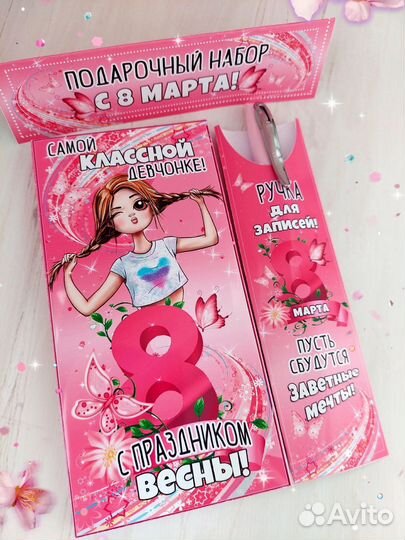 ПОДАРОЧНЫЙ НАБОР
С 8 МАРТА!
САМОЙ
КЛАССНОЙ
ДЕВЧОНКЕ!
8
С ПРАЗДНИКОМ
ВЕСНЫ!
РУЧКА
ДЛЯ
ЗАПИСЕЙ!
8
МАРТА
ПУСТЬ
СБУДУТСЯ
ЗАВЕТНЫЕ
МЕЧТЫ!
Avito